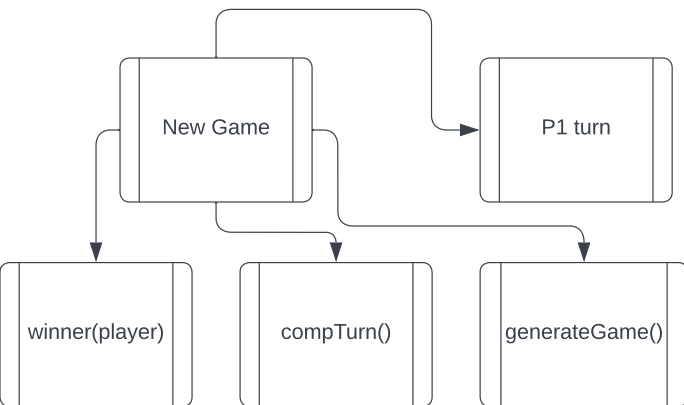 New Game
P1 turn
winner(player)
compTurn()
generateGame()